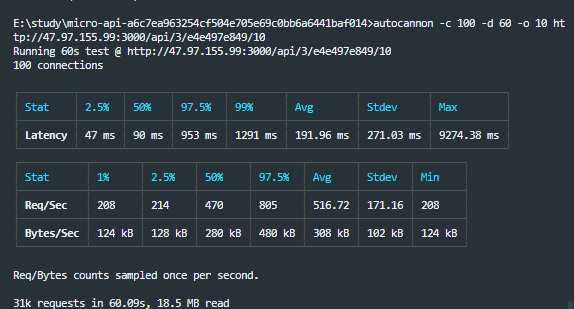 E:\study\micro-api-a6c7ea963254cf504e705e69c0bb6a6441baf014>autocannon -c 100 -d 60 -o 10 ht
tp://47.97.155.99:3000/api/3/e4e497e849/10
Running 60s test @ http://47.97.155.99:3000/api/3/e4e497e849/10
100 connections
Stat 2.5% 50% 97.5% 99% Avg Stdev Max
Latency 47 ms 90 ms 953 ms 1291 ms 191.96 ms 271.03 ms 9274.38 ms
Stat 1% 2.5% 50% 97.5% Avg Stdev Min
Req/Sec 208 214 470 805 516.72 171.16 208
Bytes/Sec 124 kB 128 kB 280 kB 480 kB 308 kB 102 kB 124 kB
Req/Bytes counts sampled once per second.
31k requests in 60.09s, 18.5 MB read